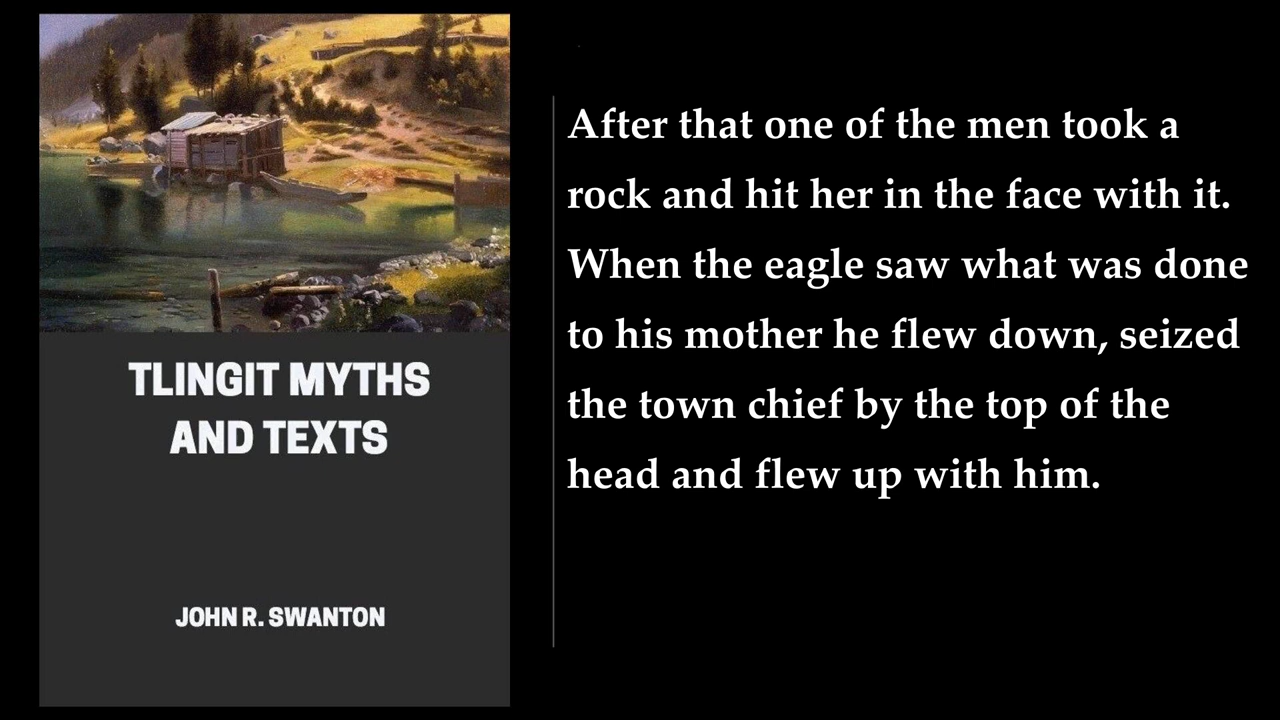 TLINGIT MYTHS
AND TEXTS
JOHN R. SWANTON
After that one of the men took a
rock and hit her in the face with it.
When the eagle saw what was done
to his mother he flew down, seized
the town chief by the top of the
head and flew up with him.